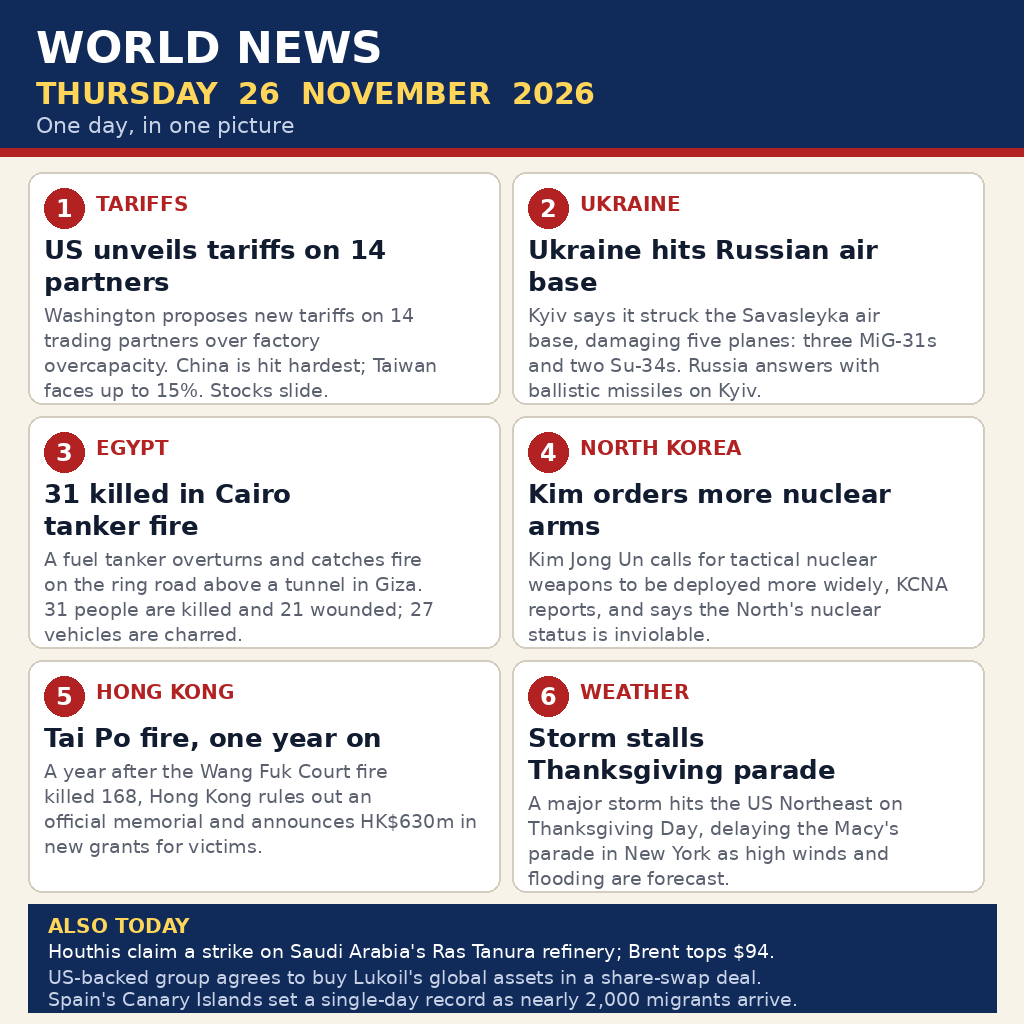 WORLD NEWS
THURSDAY 26 NOVEMBER 2026
One day, in one picture
1 TARIFFS
US unveils tariffs on 14
partners
Washington proposes new tariffs on 14
trading partners over factory
overcapacity. China is hit hardest; Taiwan
faces up to 15%. Stocks slide.
2 UKRAINE
Ukraine hits Russian air
base
Kyiv says it struck the Savasleyka air
base, damaging five planes: three MiG-31s
and two Su-34s. Russia answers with
ballistic missiles on Kyiv.
3 EGYPT
31 killed in Cairo
tanker fire
A fuel tanker overturns and catches fire
on the ring road above a tunnel in Giza.
31 people are killed and 21 wounded; 27
vehicles are charred.
4 NORTH KOREA
Kim orders more nuclear
arms
Kim Jong Un calls for tactical nuclear
weapons to be deployed more widely, KCNA
reports, and says the North's nuclear
status is inviolable.
5 HONG KONG
Tai Po fire, one year on
A year after the Wang Fuk Court fire
killed 168, Hong Kong rules out an
official memorial and announces HK$630m in
new grants for victims.
6 WEATHER
Storm stalls
Thanksgiving parade
A major storm hits the US Northeast on
Thanksgiving Day, delaying the Macy's
parade in New York as high winds and
flooding are forecast.
ALSO TODAY
Houthis claim a strike on Saudi Arabia's Ras Tanura refinery; Brent tops $94.
US-backed group agrees to buy Lukoil's global assets in a share-swap deal.
Spain's Canary Islands set a single-day record as nearly 2,000 migrants arrive.